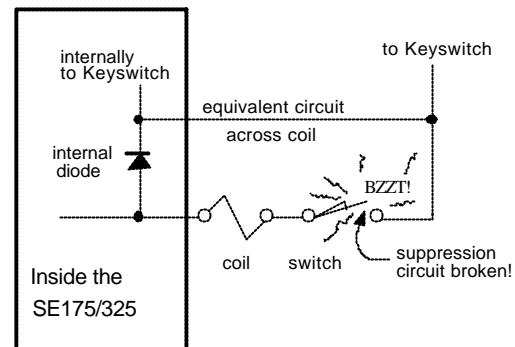 internally
to Keyswitch
to Keyswitch
equivalent circuit
across coil
internal
diode
BZZT!
coil
switch
suppression
circuit broken!
Inside the
SE175/325